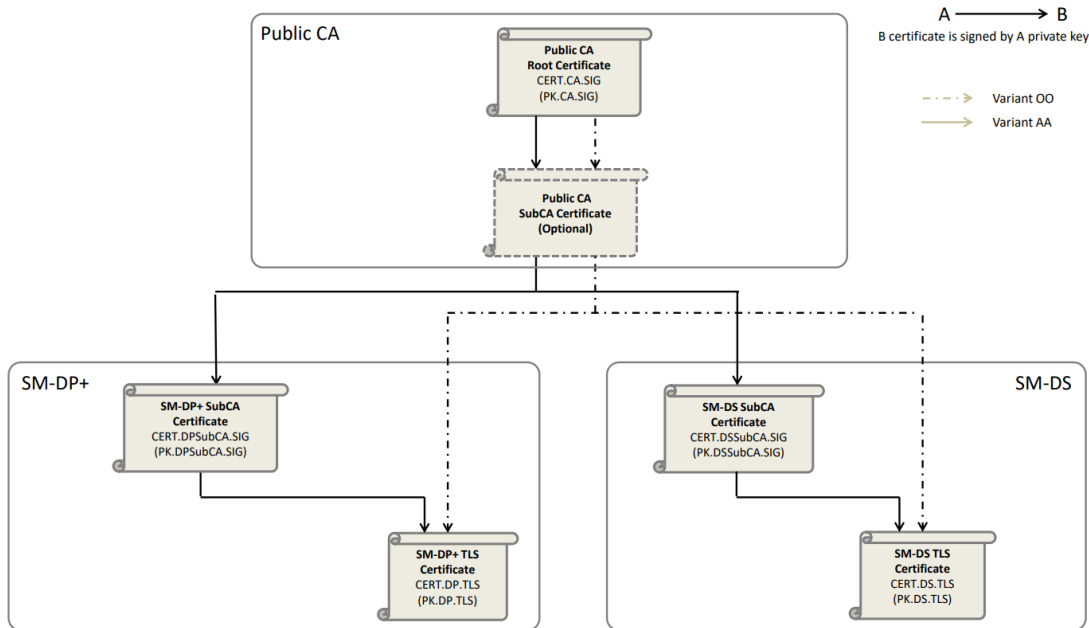 Public CA
Public CA
Root Certificate
CERT.CA.SIG
(PK.CA.SIG)
A
B
B certificate is signed by A private key
Variant OO
Variant AA
Public CA
SubCA Certificate
(Optional)
SM-DP+
SM-DP+ SubCA
Certificate
CERT.DPSubCA.SIG
(PK.DPSubCA.SIG)
SM-DP+ TLS
Certificate
CERT.DP.TLS
(PK.DP.TLS)
SM-DS
SM-DS SubCA
Certificate
CERT.DSSubCA.SIG
(PK.DSSubCA.SIG)
SM-DS TLS
Certificate
CERT.DS.TLS
(PK.DS.TLS)